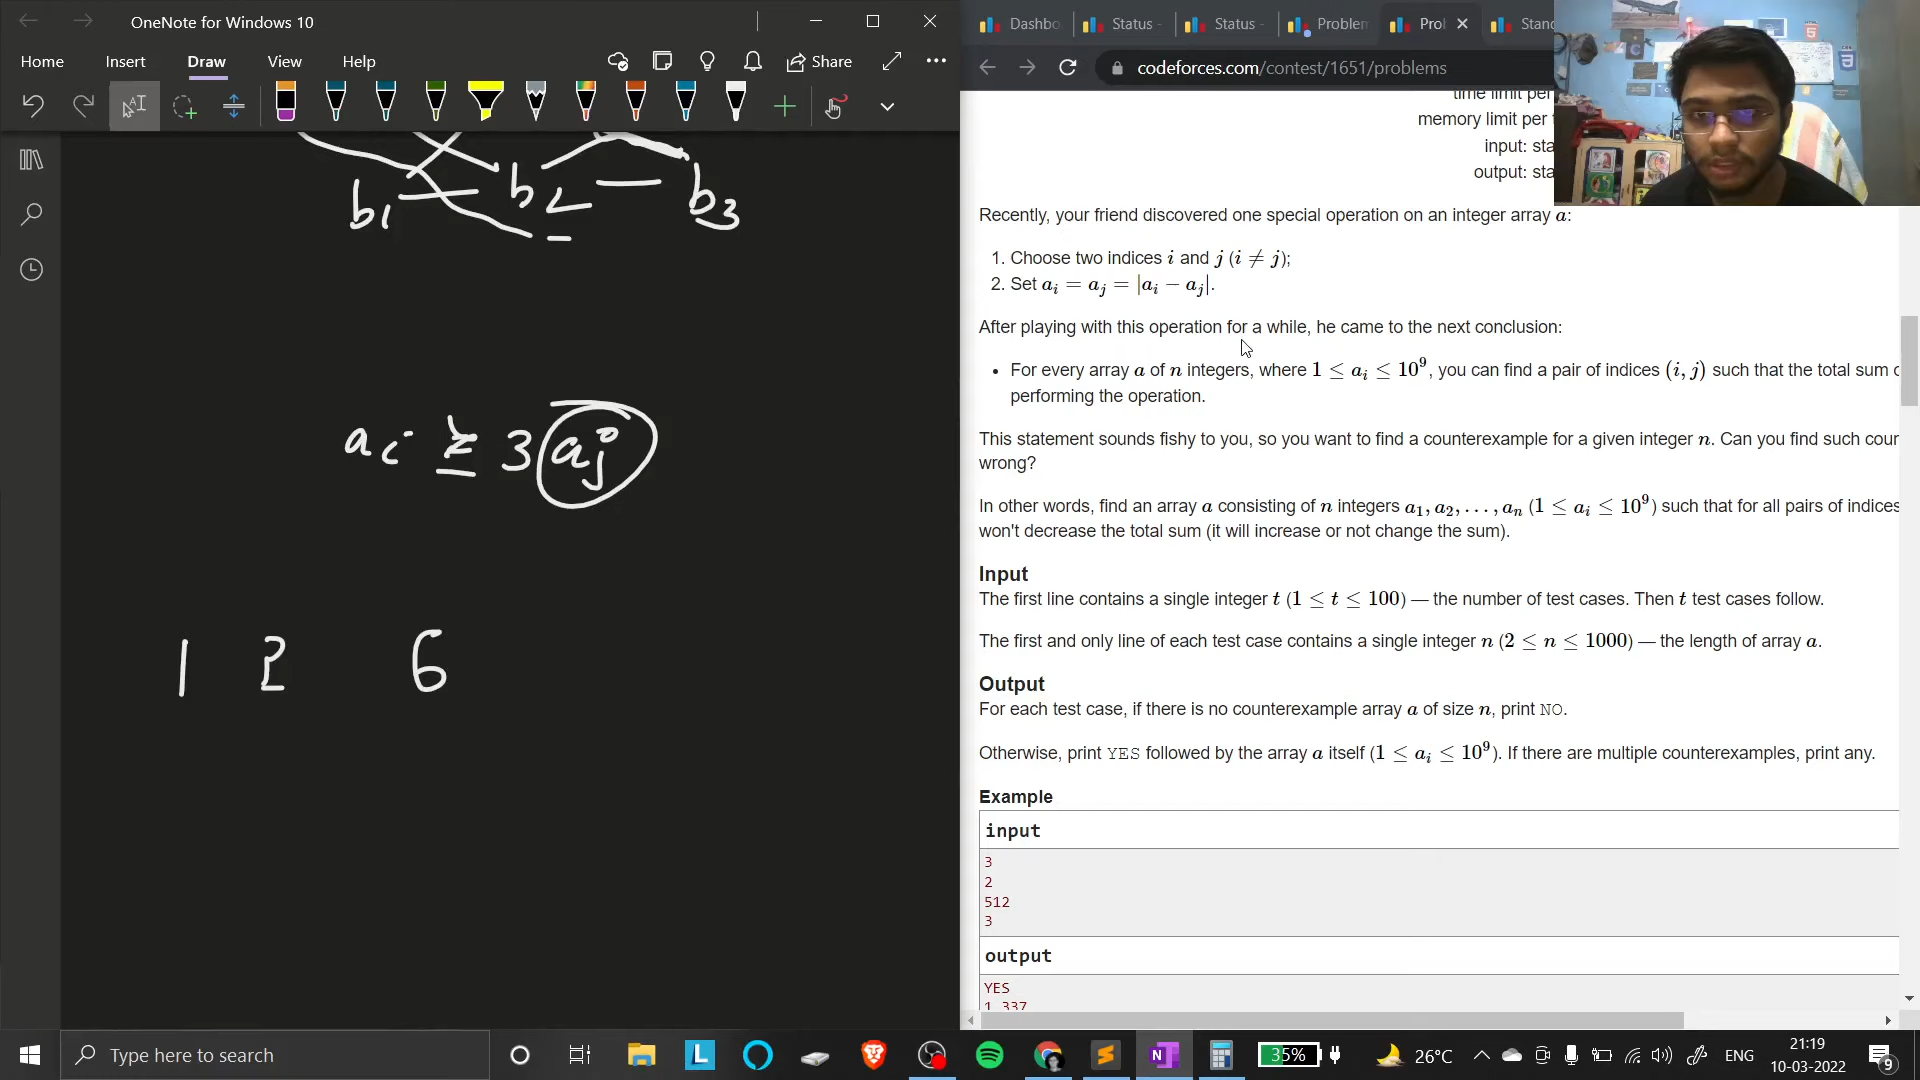 OneNote for Windows 10
Home Insert Draw View Help Share
b1 b2 b3
ai ≥ 3 aj
1 2 6
Type here to search
Dashbo Status - Status - Problem Prol Stand
codeforces.com/contest/1651/problems
time limit per t
memory limit per t
input: sta
output: sta
Recently, your friend discovered one special operation on an integer array a:
1. Choose two indices i and j (i ≠ j);
2. Set ai = aj = |ai − aj|.
After playing with this operation for a while, he came to the next conclusion:
• For every array a of n integers, where 1 ≤ ai ≤ 10^9, you can find a pair of indices (i, j) such that the total sum o
performing the operation.
This statement sounds fishy to you, so you want to find a counterexample for a given integer n. Can you find such cour
wrong?
In other words, find an array a consisting of n integers a1, a2, . . . , an (1 ≤ ai ≤ 10^9) such that for all pairs of indices
won't decrease the total sum (it will increase or not change the sum).
Input
The first line contains a single integer t (1 ≤ t ≤ 100) — the number of test cases. Then t test cases follow.
The first and only line of each test case contains a single integer n (2 ≤ n ≤ 1000) — the length of array a.
Output
For each test case, if there is no counterexample array a of size n, print NO.
Otherwise, print YES followed by the array a itself (1 ≤ ai ≤ 10^9). If there are multiple counterexamples, print any.
Example
input
3
2
512
3
output
YES
1 337
35% 26°C ENG 21:19
10-03-2022 9